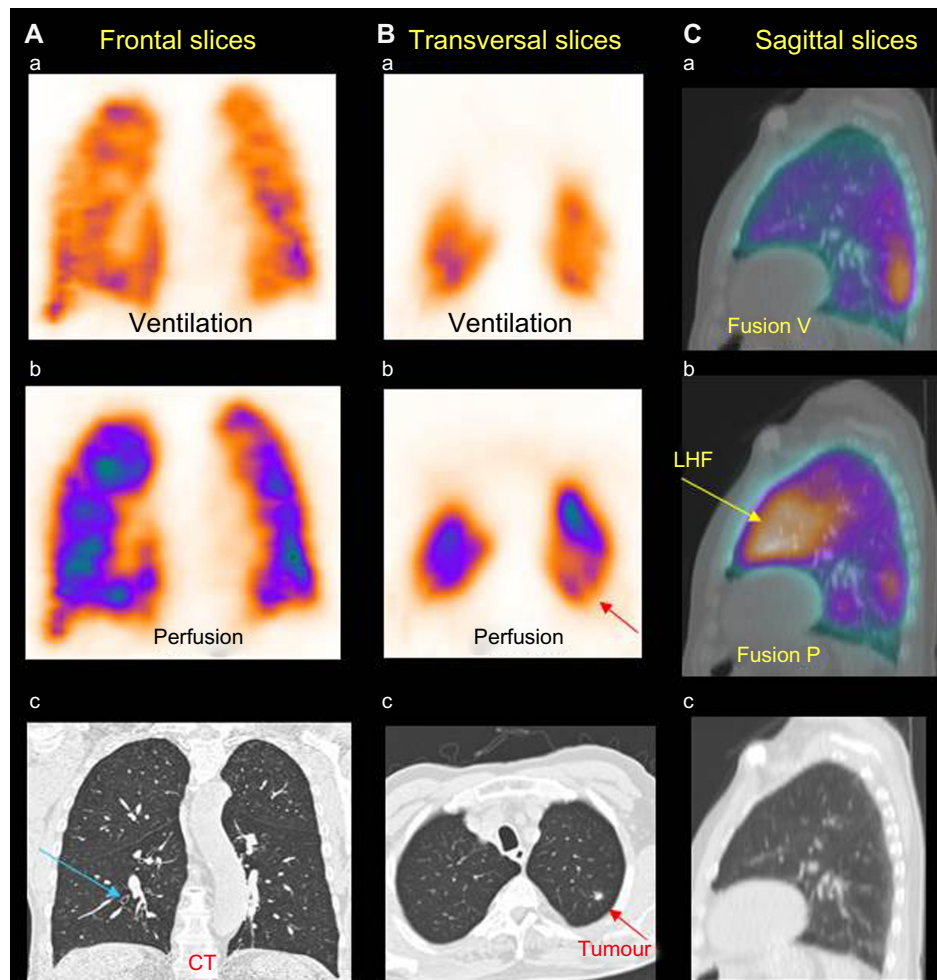 A Frontal slices
B Transversal slices
C Sagittal slices
a
a
a
Ventilation
Ventilation
Fusion V
b
b
b
LHF
Perfusion
Perfusion
Fusion P
c
c
c
CT
Tumour